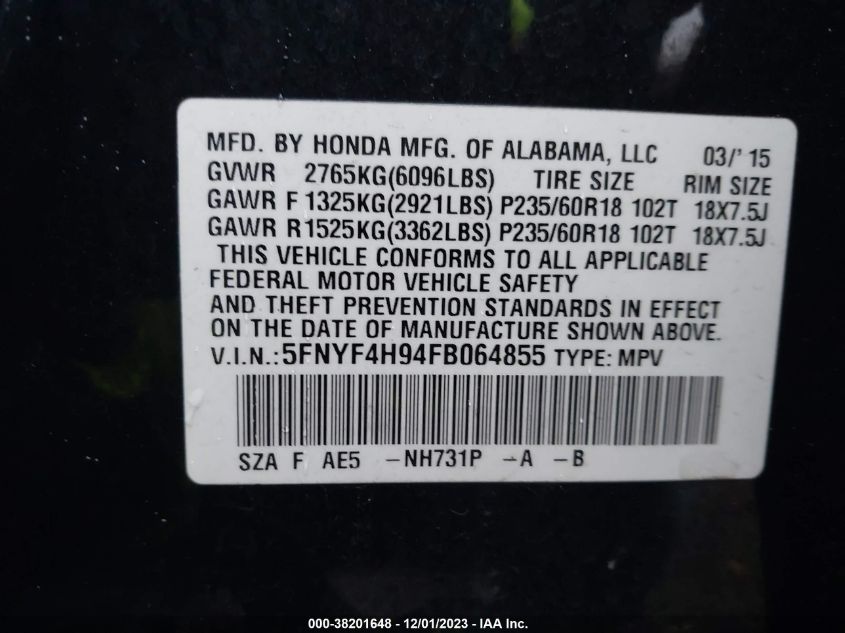 MFD. BY HONDA MFG. OF ALABAMA, LLC 03/'15
GVWR 2765KG(6096LBS) TIRE SIZE RIM SIZE
GAWR F 1325KG(2921LBS) P235/60R18 102T 18X7.5J
GAWR R1525KG(3362LBS) P235/60R18 102T 18X7.5J
THIS VEHICLE CONFORMS TO ALL APPLICABLE
FEDERAL MOTOR VEHICLE SAFETY
AND THEFT PREVENTION STANDARDS IN EFFECT
ON THE DATE OF MANUFACTURE SHOWN ABOVE.
V.I.N.:5FNYF4H94FB064855 TYPE: MPV
SZA F AE5 -NH731P -A -B
000-38201648 - 12/01/2023 - IAA Inc.